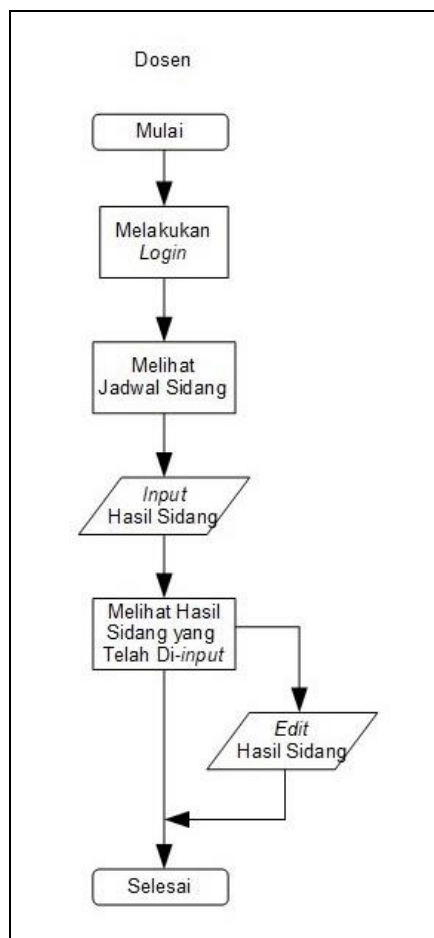 Dosen
Mulai
Melakukan
Login
Melihat
Jadwal Sidang
Input
Hasil Sidang
Melihat Hasil
Sidang yang
Telah Di-input
Edit
Hasil Sidang
Selesai